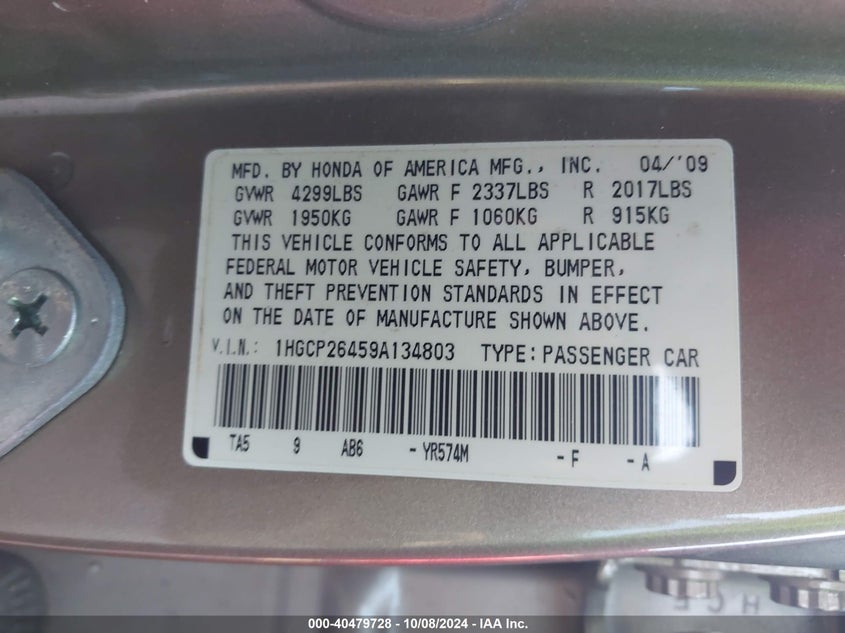 MFD. BY HONDA OF AMERICA MFG., INC. 04/'09
GVWR 4299LBS GAWR F 2337LBS R 2017LBS
GVWR 1950KG GAWR F 1060KG R 915KG
THIS VEHICLE CONFORMS TO ALL APPLICABLE
FEDERAL MOTOR VEHICLE SAFETY, BUMPER,
AND THEFT PREVENTION STANDARDS IN EFFECT
ON THE DATE OF MANUFACTURE SHOWN ABOVE.
V.I.N.: 1HGCP26459A134803 TYPE: PASSENGER CAR
TA5 9 AB6 - YR574M - F - A
H C F
000-40479728 - 10/08/2024 - IAA Inc.